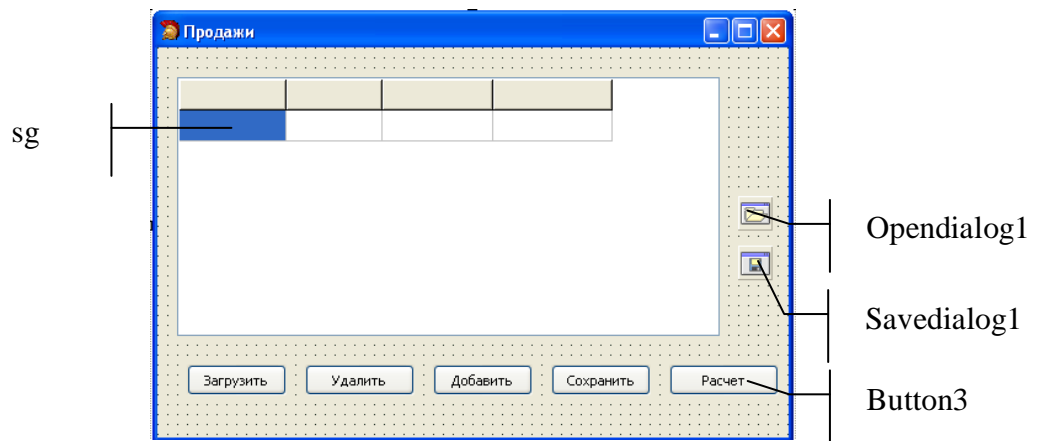 Продажи
sg
Opendialog1
Savedialog1
Загрузить Удалить Добавить Сохранить Расчет
Button3